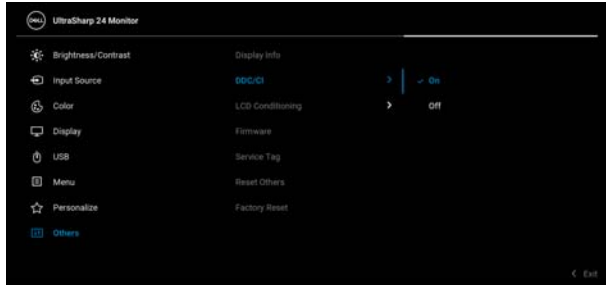 DELL UltraSharp 24 Monitor
Brightness/Contrast
Input Source
Color
Display
USB
Menu
Personalize
Others
Display Info
DDC/CI
LCD Conditioning
Firmware
Service Tag
Reset Others
Factory Reset
On
Off
Exit